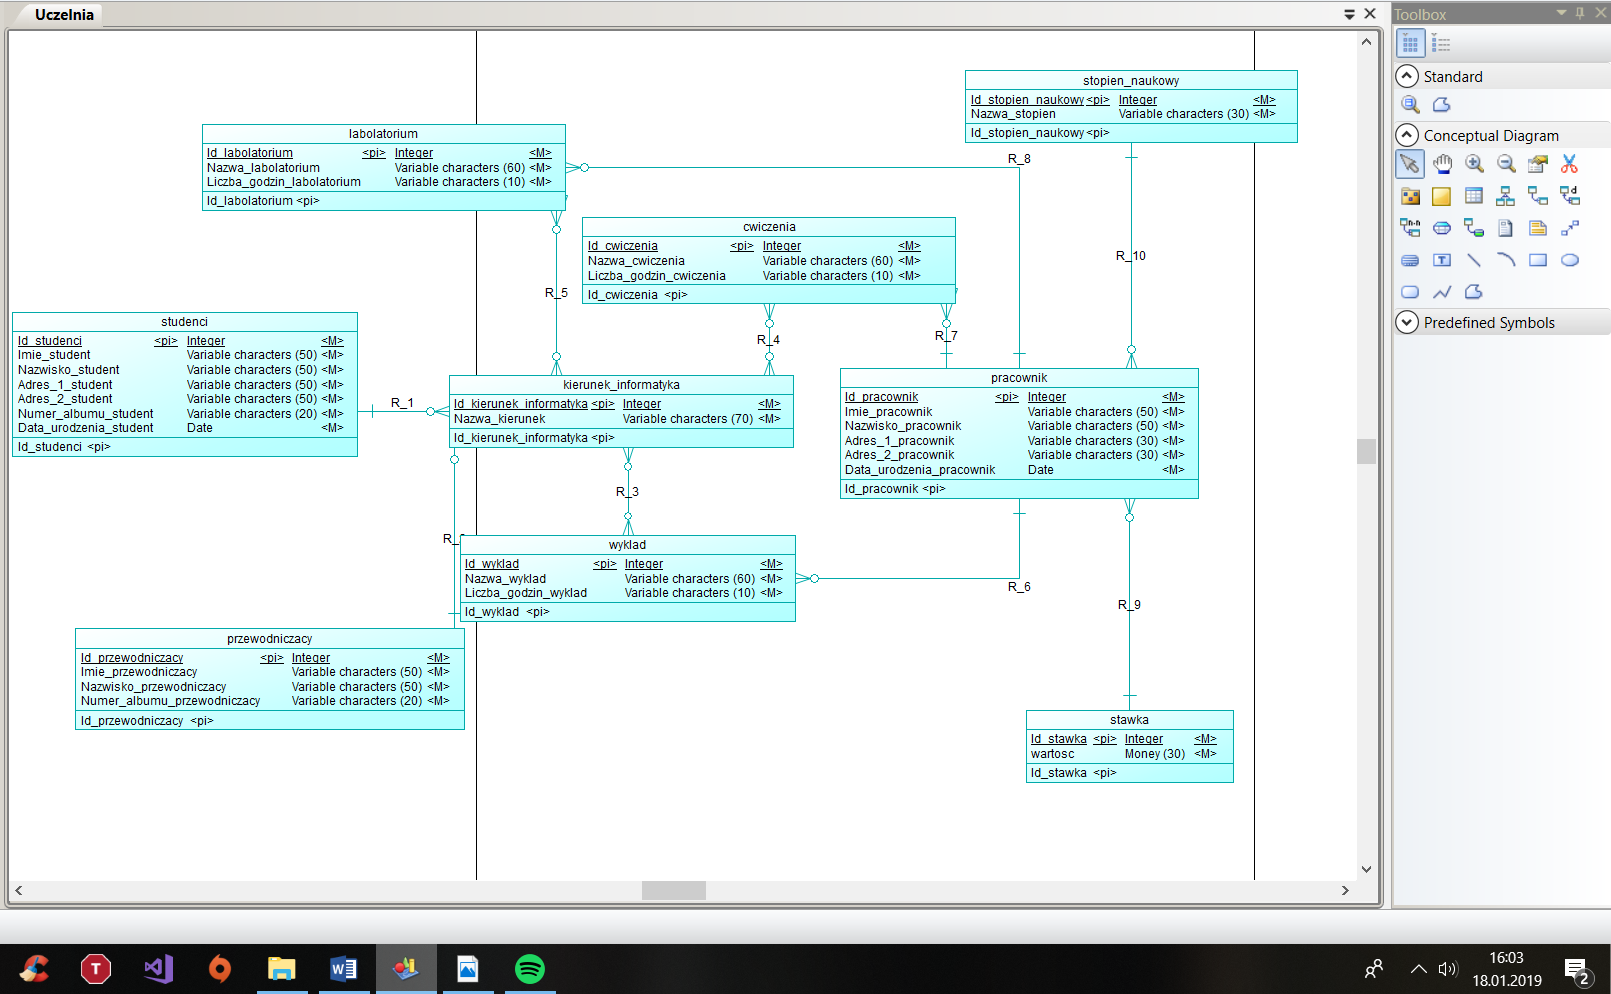 Uczelnia
Toolbox
Standard
Conceptual Diagram
Predefined Symbols
stopien_naukowy
Id_stopien_naukowy <pi> Integer <M>
Nazwa_stopien Variable characters (30) <M>
Id_stopien_naukowy <pi>
labolatorium
Id_labolatorium <pi> Integer <M>
Nazwa_labolatorium Variable characters (60) <M>
Liczba_godzin_labolatorium Variable characters (10) <M>
Id_labolatorium <pi>
R_8
cwiczenia
Id_cwiczenia <pi> Integer <M>
Nazwa_cwiczenia Variable characters (60) <M>
Liczba_godzin_cwiczenia Variable characters (10) <M>
Id_cwiczenia <pi>
R_10
R_5
R_4
R_7
studenci
Id_studenci <pi> Integer <M>
Imie_student Variable characters (50) <M>
Nazwisko_student Variable characters (50) <M>
Adres_1_student Variable characters (50) <M>
Adres_2_student Variable characters (50) <M>
Numer_albumu_student Variable characters (20) <M>
Data_urodzenia_student Date <M>
Id_studenci <pi>
R_1
kierunek_informatyka
Id_kierunek_informatyka <pi> Integer <M>
Nazwa_kierunek Variable characters (70) <M>
Id_kierunek_informatyka <pi>
pracownik
Id_pracownik <pi> Integer <M>
Imie_pracownik Variable characters (50) <M>
Nazwisko_pracownik Variable characters (50) <M>
Adres_1_pracownik Variable characters (30) <M>
Adres_2_pracownik Variable characters (30) <M>
Data_urodzenia_pracownik Date <M>
Id_pracownik <pi>
R_3
R_
wyklad
Id_wyklad <pi> Integer <M>
Nazwa_wyklad Variable characters (60) <M>
Liczba_godzin_wyklad Variable characters (10) <M>
Id_wyklad <pi>
R_6
R_9
przewodniczacy
Id_przewodniczacy <pi> Integer <M>
Imie_przewodniczacy Variable characters (50) <M>
Nazwisko_przewodniczacy Variable characters (50) <M>
Numer_albumu_przewodniczacy Variable characters (20) <M>
Id_przewodniczacy <pi>
stawka
Id_stawka <pi> Integer <M>
wartosc Money (30) <M>
Id_stawka <pi>
16:03
18.01.2019
2